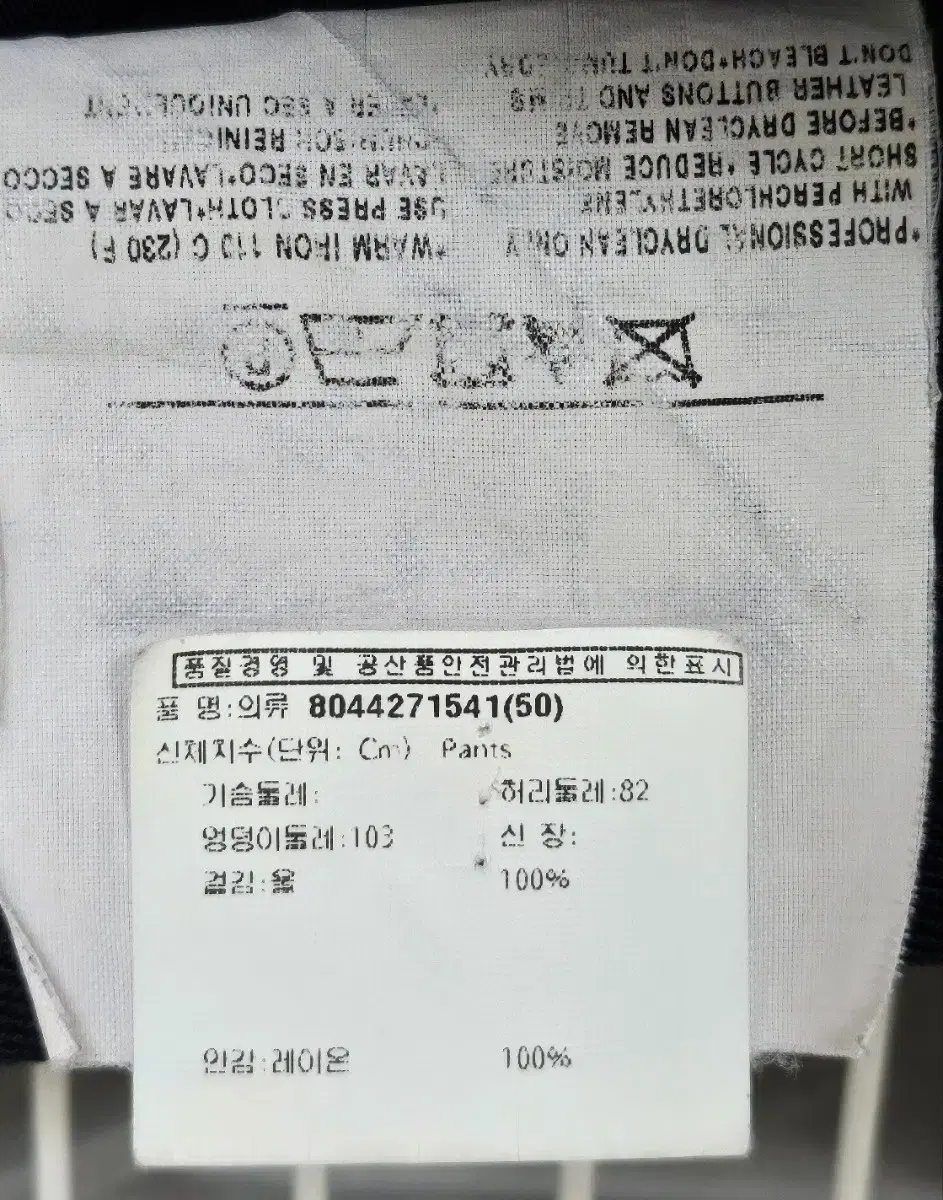 *PROFESSIONAL DRYCLEAN ONLY
WITH PERCHLORETHYLENE
SHORT CYCLE *REDUCE MOISTURE
*BEFORE DRYCLEAN REMOVE
LEATHER BUTTONS AND TRIMS
DON'T BLEACH*DON'T TUMBLE DRY
*WARM IRON 110 C (230 F)
USE PRESS CLOTH*LAVAR A SECO
LAVAR EN SECO*LAVARE A SECCO
A SEC UNIQUEMENT
품질경영 및 공산품안전관리법에 의한표시
품 명:의류 8044271541(50)
신체치수(단위: Cm) Pants
가슴둘레: 허리둘레:82
엉덩이둘레:103 신 장:
겉감:울 100%
안감:레이온 100%